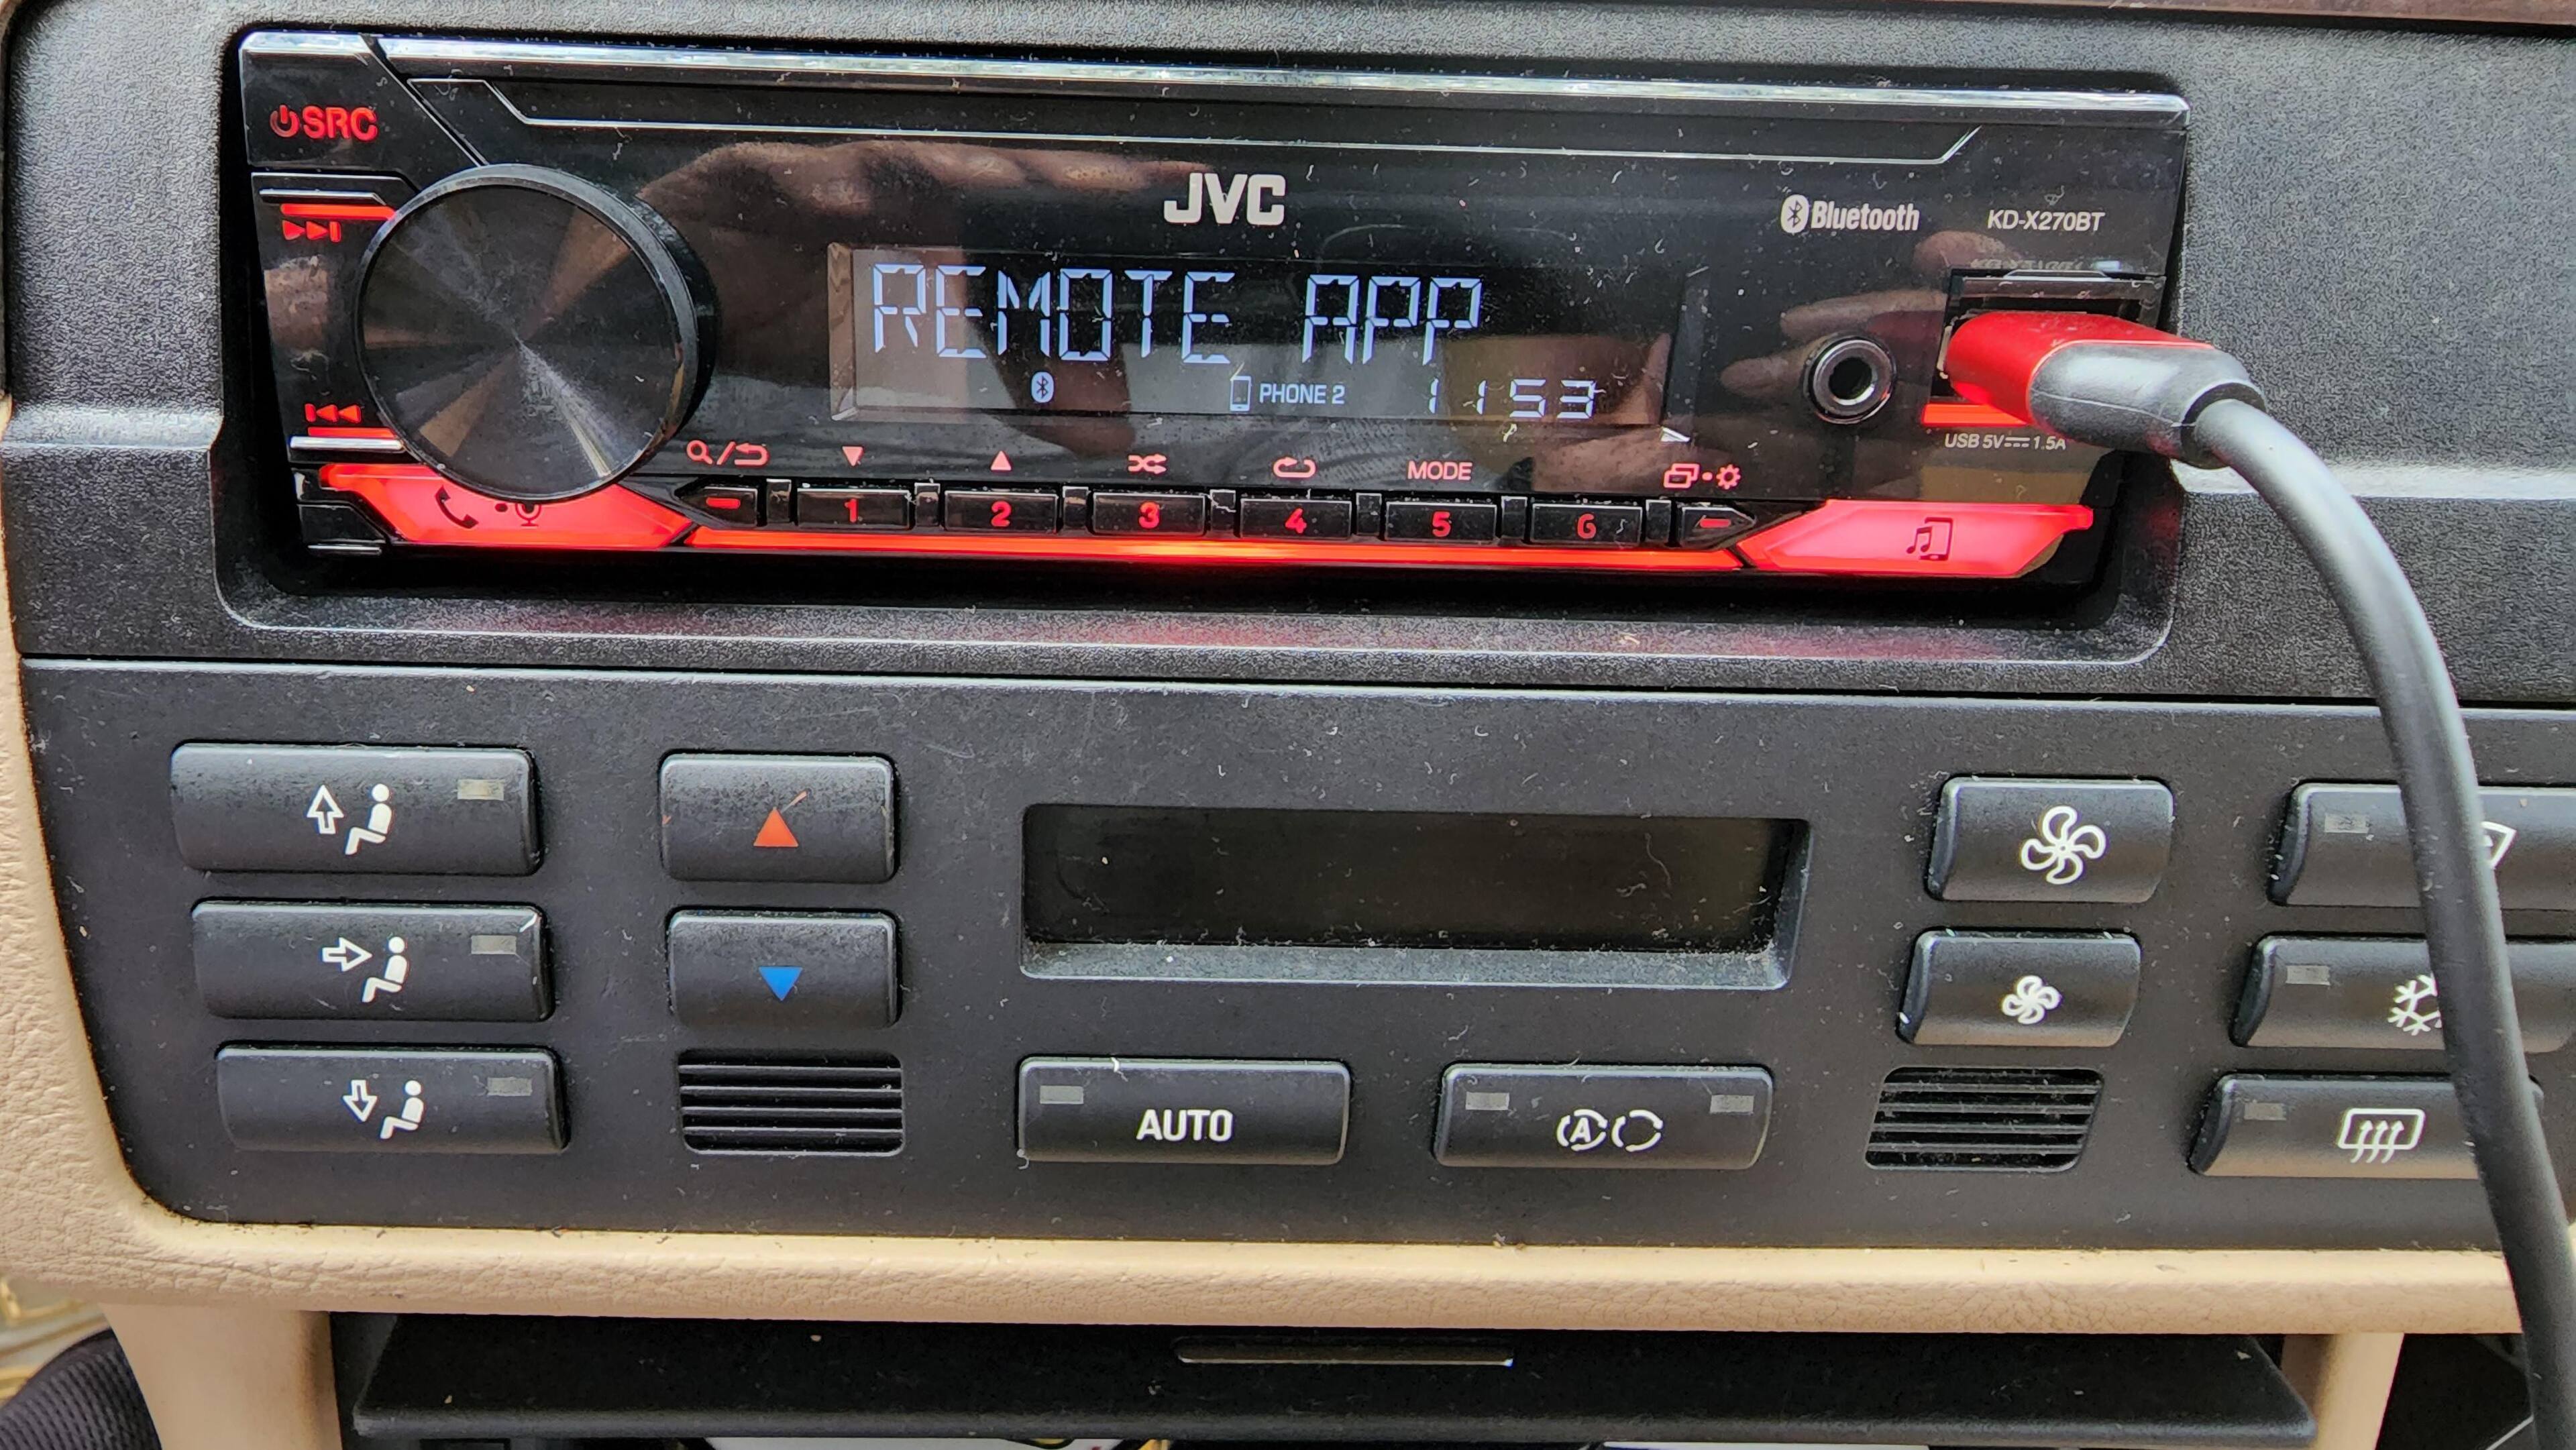 SRC
JVC
Bluetooth
KD-X270BT
REMOTE APP
PHONE 2
11 53
USB 5V 1.5A
MODE
1
2
3
4
5
6
AUTO
A